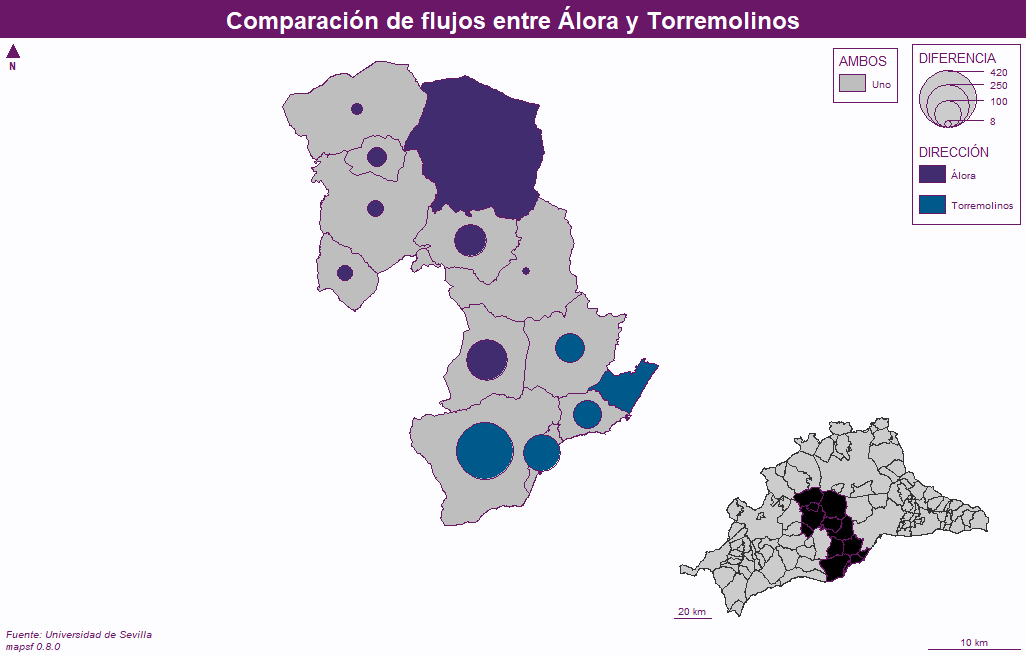 Comparación de flujos entre Álora y Torremolinos
N
AMBOS
Uno
DIFERENCIA
420
250
100
8
DIRECCIÓN
Álora
Torremolinos
20 km
10 km
Fuente: Universidad de Sevilla
mapsf 0.8.0